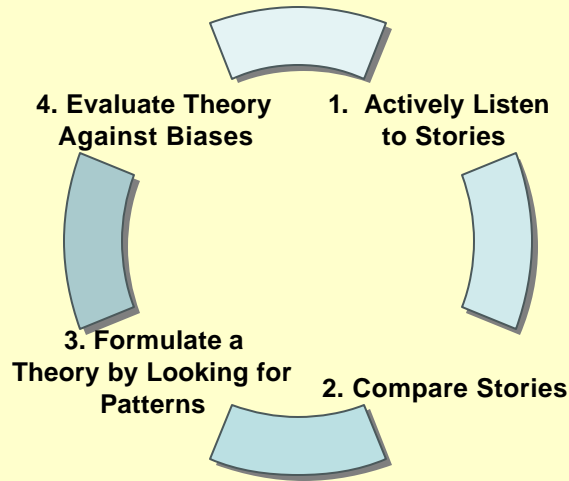 1. Actively Listen
to Stories
2. Compare Stories
3. Formulate a
Theory by Looking for
Patterns
4. Evaluate Theory
Against Biases